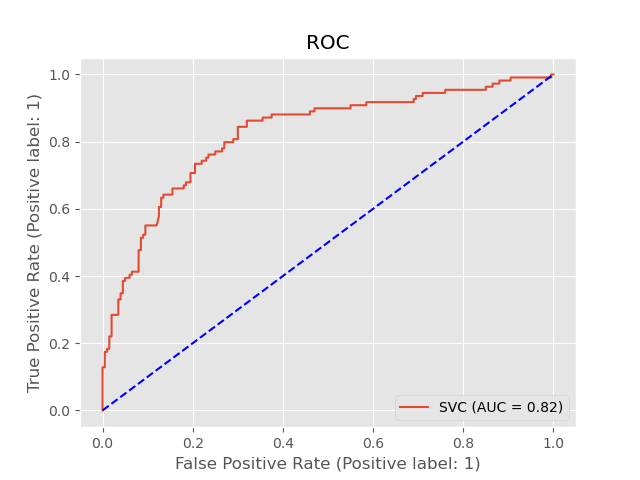 ROC
1.0
0.8
0.6
0.4
0.2
0.0
True Positive Rate (Positive label: 1)
SVC (AUC = 0.82)
0.0 0.2 0.4 0.6 0.8 1.0
False Positive Rate (Positive label: 1)